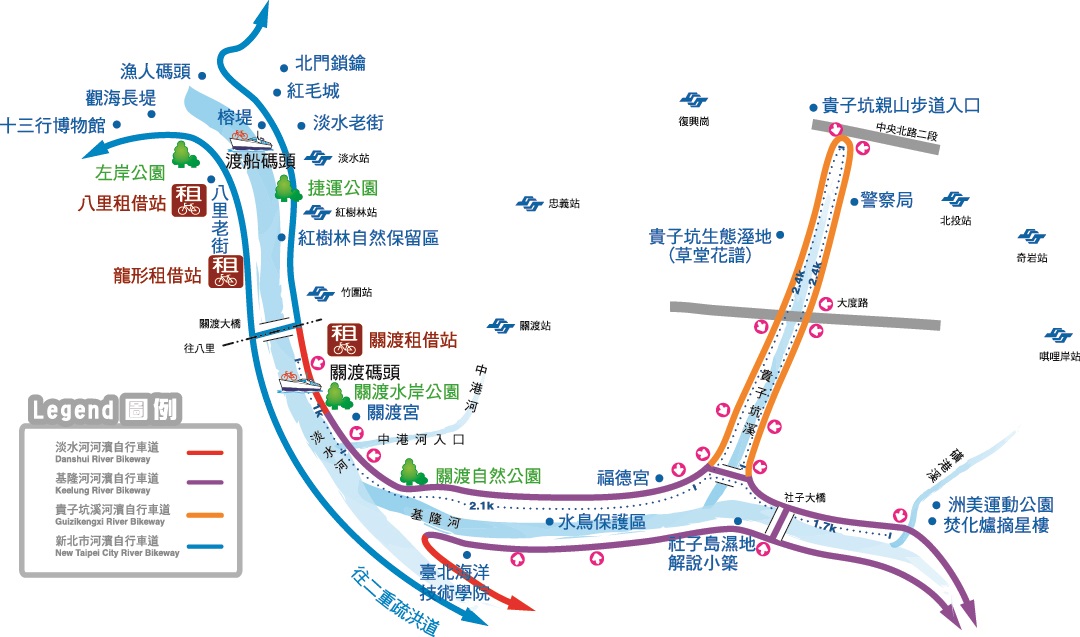 漁人碼頭
北門鎖鑰
觀海長堤
紅毛城
十三行博物館
榕堤
淡水老街
渡船碼頭
淡水站
左岸公園
捷運公園
八里租借站
租
八里老街
紅樹林站
紅樹林自然保留區
龍形租借站
租
竹圍站
關渡大橋
往八里
租
關渡租借站
關渡站
忠義站
復興崗
貴子坑親山步道入口
中央北路二段
警察局
北投站
貴子坑生態溼地
(草堂花譜)
奇岩站
2.4k
2.4k
大度路
唭哩岸站
關渡碼頭
關渡水岸公園
關渡宮
中港河
中港河入口
1k
淡水河
貴子坑溪
關渡自然公園
福德宮
2.1k
基隆河
水鳥保護區
社子大橋
1.7k
磺港溪
洲美運動公園
焚化爐摘星樓
社子島濕地
解說小築
臺北海洋
技術學院
往二重疏洪道
Legend 圖例
淡水河河濱自行車道
Danshui River Bikeway
基隆河河濱自行車道
Keelung River Bikeway
貴子坑溪河濱自行車道
Guizikengxi River Bikeway
新北市河濱自行車道
New Taipei City River Bikeway